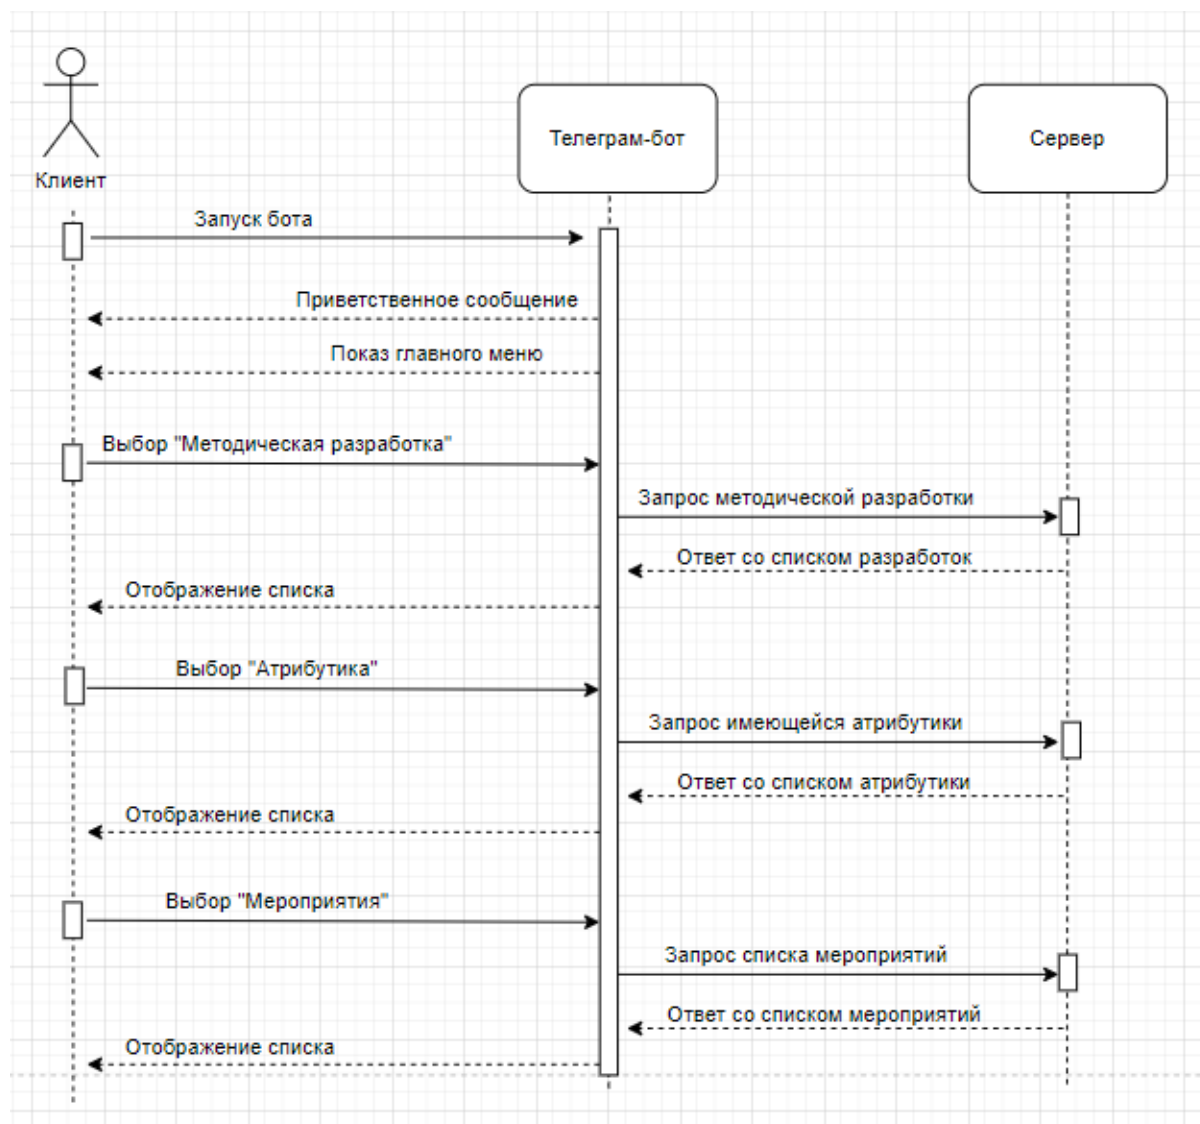 Клиент
Телеграм-бот
Сервер
Запуск бота
Приветственное сообщение
Показ главного меню
Выбор "Методическая разработка"
Запрос методической разработки
Ответ со списком разработок
Отображение списка
Выбор "Атрибутика"
Запрос имеющейся атрибутики
Ответ со списком атрибутики
Отображение списка
Выбор "Мероприятия"
Запрос списка мероприятий
Ответ со списком мероприятий
Отображение списка